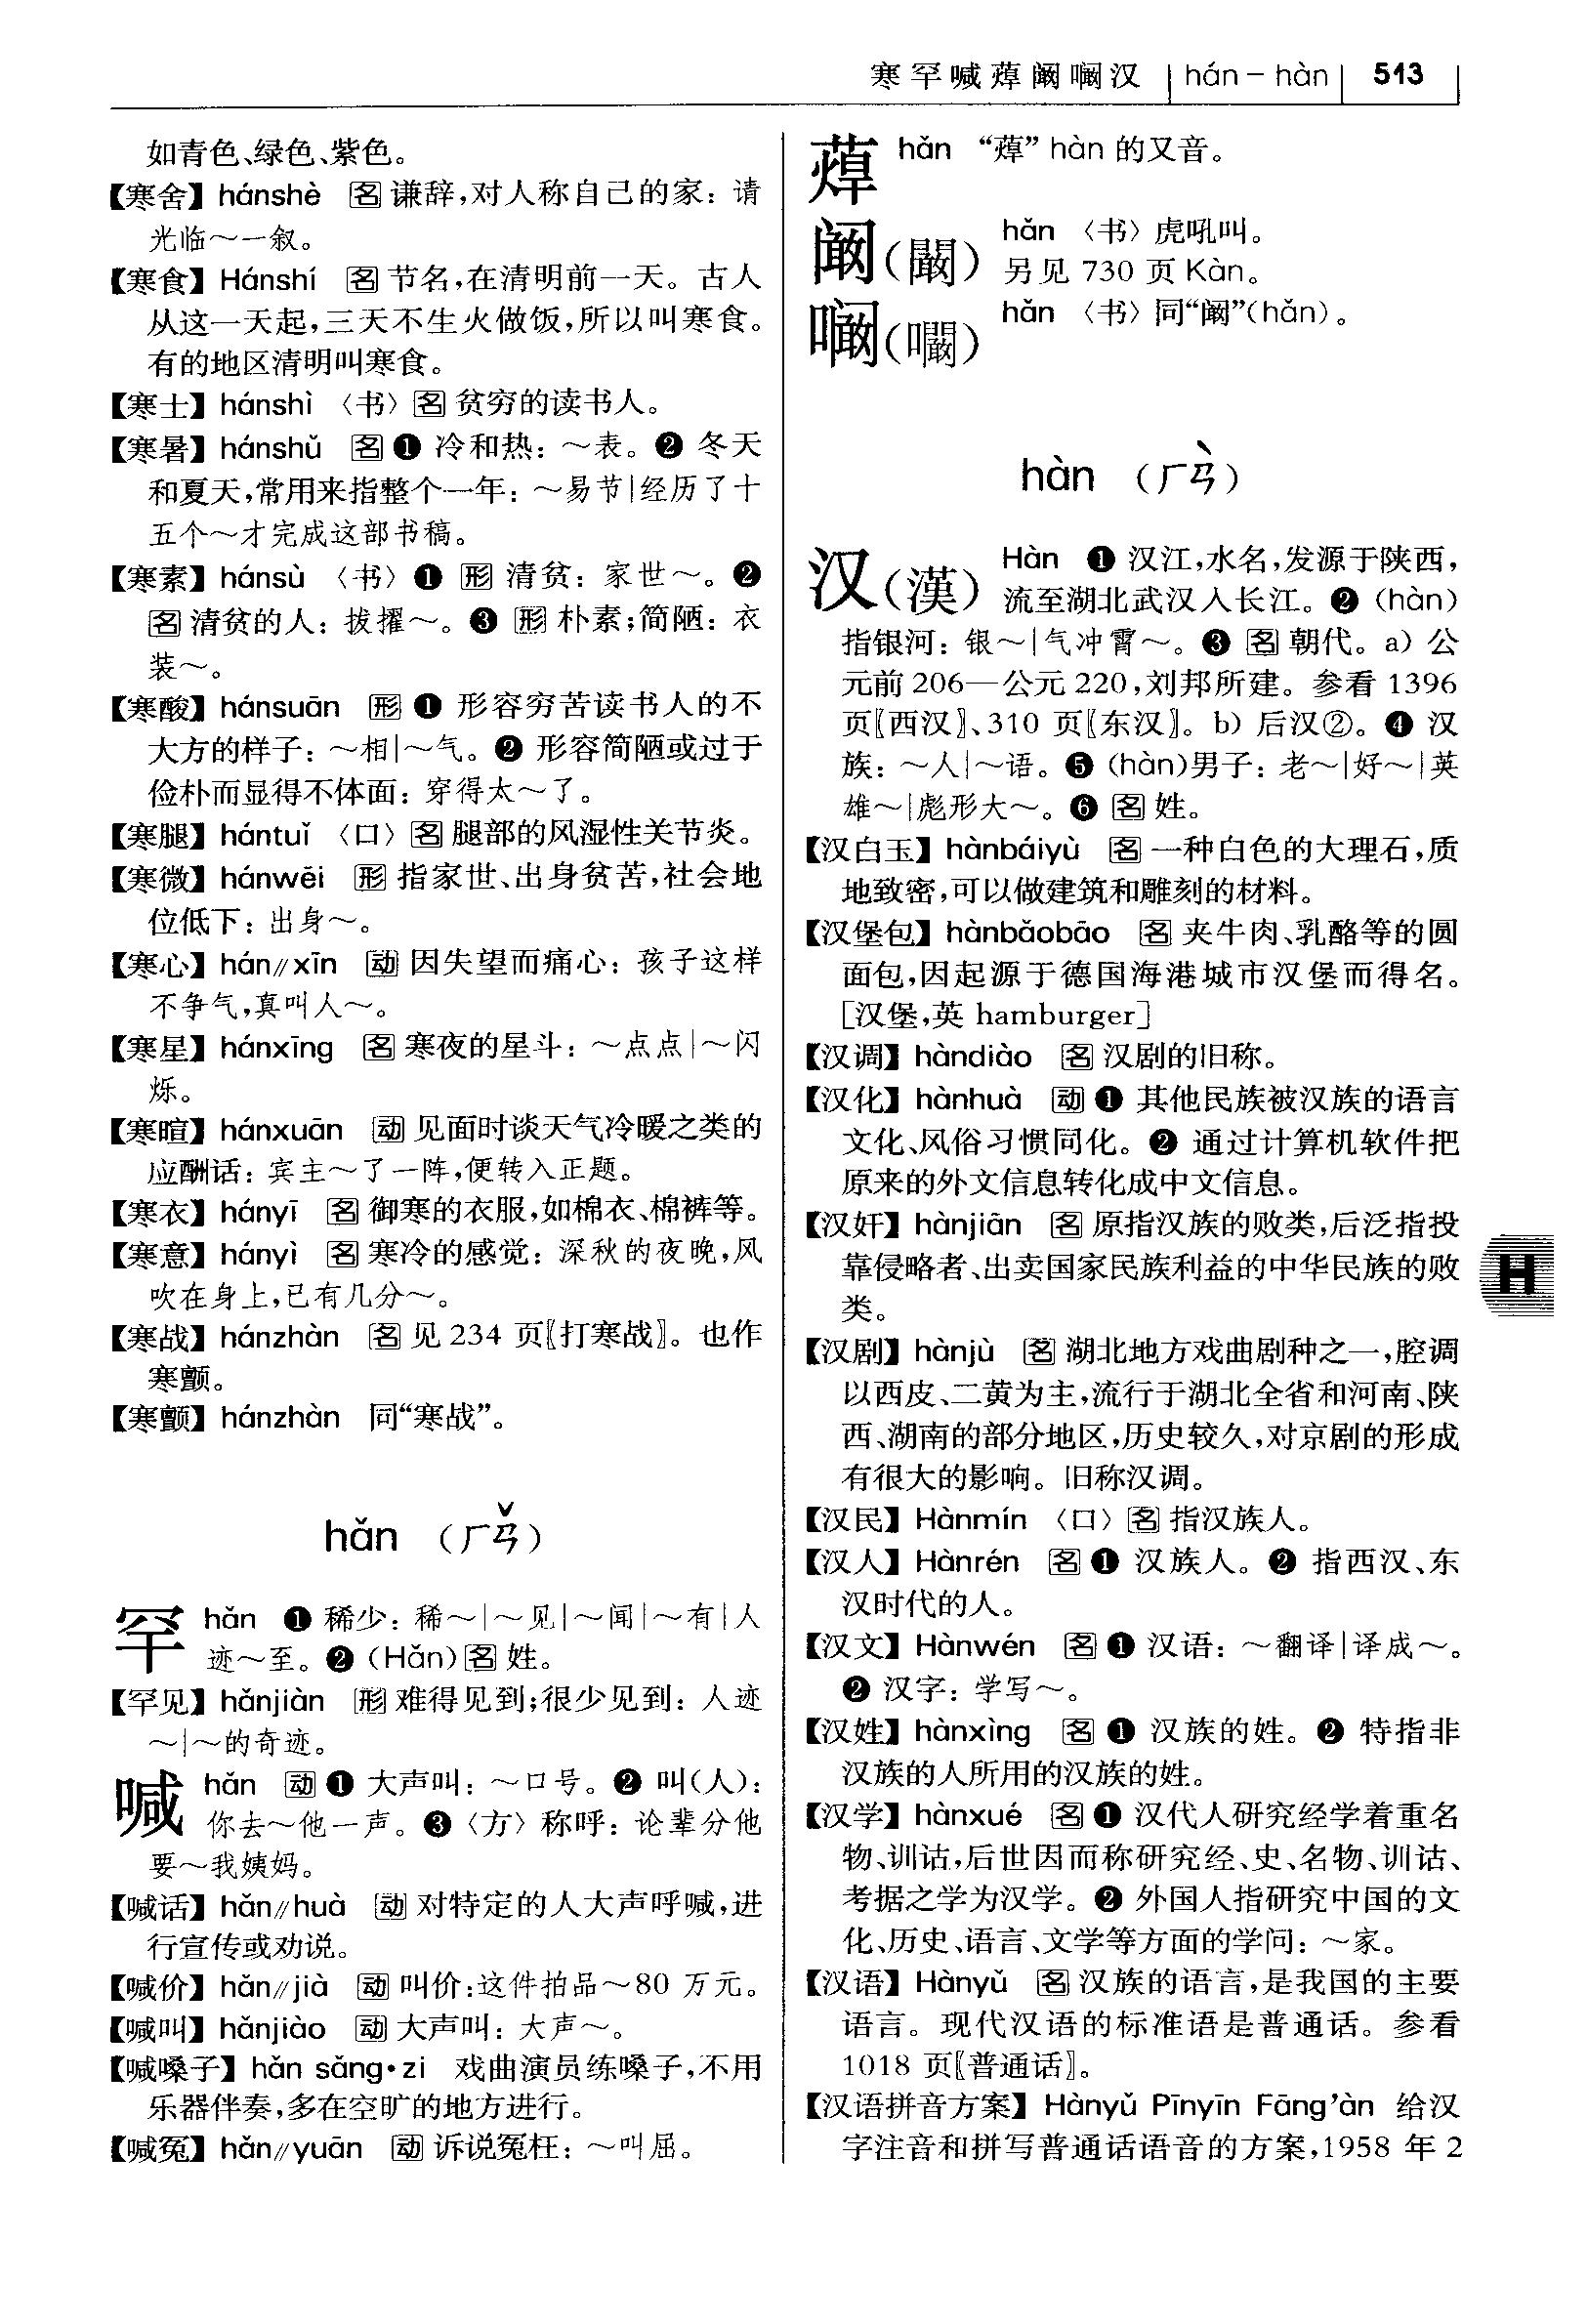 寒罕喊蔊阚㘚汉 hán－hàn 513
如青色、绿色、紫色。
【寒舍】hánshè 名 谦辞，对人称自己的家：请
光临～一叙。
【寒食】Hánshí 名 节名，在清明前一天。古人
从这一天起，三天不生火做饭，所以叫寒食。
有的地区清明叫寒食。
【寒士】hánshì 〈书〉名 贫穷的读书人。
【寒暑】hánshǔ 名 ❶ 冷和热：～表。❷ 冬天
和夏天，常用来指整个一年：～易节|经历了十
五个～才完成这部书稿。
【寒素】hánsù 〈书〉❶ 形 清贫：家世～。❷
名 清贫的人：拔擢～。❸ 形 朴素；简陋：衣
装～。
【寒酸】hánsuān 形 ❶ 形容穷苦读书人的不
大方的样子：～相|～气。❷ 形容简陋或过于
俭朴而显得不体面：穿得太～了。
【寒腿】hántuǐ 〈口〉名 腿部的风湿性关节炎。
【寒微】hánwēi 形 指家世、出身贫苦，社会地
位低下：出身～。
【寒心】hán//xīn 动 因失望而痛心：孩子这样
不争气，真叫人～。
【寒星】hánxīng 名 寒夜的星斗：～点点|～闪
烁。
【寒暄】hánxuān 动 见面时谈天气冷暖之类的
应酬话：宾主～了一阵，便转入正题。
【寒衣】hányī 名 御寒的衣服，如棉衣、棉裤等。
【寒意】hányì 名 寒冷的感觉：深秋的夜晚，风
吹在身上，已有几分～。
【寒战】hánzhàn 名 见 234 页〖打寒战〗。也作
寒颤。
【寒颤】hánzhàn 同“寒战”。
hǎn （ㄏㄢˇ）
罕 hǎn ❶ 稀少：稀～|～见|～闻|～有|人
迹～至。❷（Hǎn）名 姓。
【罕见】hǎnjiàn 形 难得见到；很少见到：人迹
～|～的奇迹。
喊 hǎn 动 ❶ 大声叫：～口号。❷ 叫（人）：
你去～他一声。❸〈方〉称呼：论辈分他
要～我姨妈。
【喊话】hǎn//huà 动 对特定的人大声呼喊，进
行宣传或劝说。
【喊价】hǎn//jià 动 叫价：这件拍品～80 万元。
【喊叫】hǎnjiào 动 大声叫：大声～。
【喊嗓子】hǎn sǎng·zi 戏曲演员练嗓子，不用
乐器伴奏，多在空旷的地方进行。
【喊冤】hǎn//yuān 动 诉说冤枉：～叫屈。
蔊 hǎn “蔊”hàn 的又音。
阚（闞） hǎn 〈书〉虎吼叫。
另见 730 页 Kàn。
㘚（㘚） hǎn 〈书〉同“阚”（hǎn）。
hàn （ㄏㄢˋ）
汉（漢） Hàn ❶ 汉江，水名，发源于陕西，
流至湖北武汉入长江。❷（hàn）
指银河：银～|气冲霄～。❸ 名 朝代。a）公
元前 206—公元 220，刘邦所建。参看 1396
页〖西汉〗、310 页〖东汉〗。b）后汉②。❹ 汉
族：～人|～语。❺（hàn）男子：老～|好～|英
雄～|彪形大～。❻ 名 姓。
【汉白玉】hànbáiyù 名 一种白色的大理石，质
地致密，可以做建筑和雕刻的材料。
【汉堡包】hànbǎobāo 名 夹牛肉、乳酪等的圆
面包，因起源于德国海港城市汉堡而得名。
［汉堡，英 hamburger］
【汉调】hàndiào 名 汉剧的旧称。
【汉化】hànhuà 动 ❶ 其他民族被汉族的语言
文化、风俗习惯同化。❷ 通过计算机软件把
原来的外文信息转化成中文信息。
【汉奸】hànjiān 名 原指汉族的败类，后泛指投
靠侵略者、出卖国家民族利益的中华民族的败
类。
【汉剧】hànjù 名 湖北地方戏曲剧种之一，腔调
以西皮、二黄为主，流行于湖北全省和河南、陕
西、湖南的部分地区，历史较久，对京剧的形成
有很大的影响。旧称汉调。
【汉民】Hànmín 〈口〉名 指汉族人。
【汉人】Hànrén 名 ❶ 汉族人。❷ 指西汉、东
汉时代的人。
【汉文】Hànwén 名 ❶ 汉语：～翻译|译成～。
❷ 汉字：学写～。
【汉姓】hànxìng 名 ❶ 汉族的姓。❷ 特指非
汉族的人所用的汉族的姓。
【汉学】hànxué 名 ❶ 汉代人研究经学着重名
物、训诂，后世因而称研究经、史、名物、训诂、
考据之学为汉学。❷ 外国人指研究中国的文
化、历史、语言、文学等方面的学问：～家。
【汉语】Hànyǔ 名 汉族的语言，是我国的主要
语言。现代汉语的标准语是普通话。参看
1018 页〖普通话〗。
【汉语拼音方案】Hànyǔ Pīnyīn Fāng’àn 给汉
字注音和拼写普通话语音的方案，1958 年 2
H